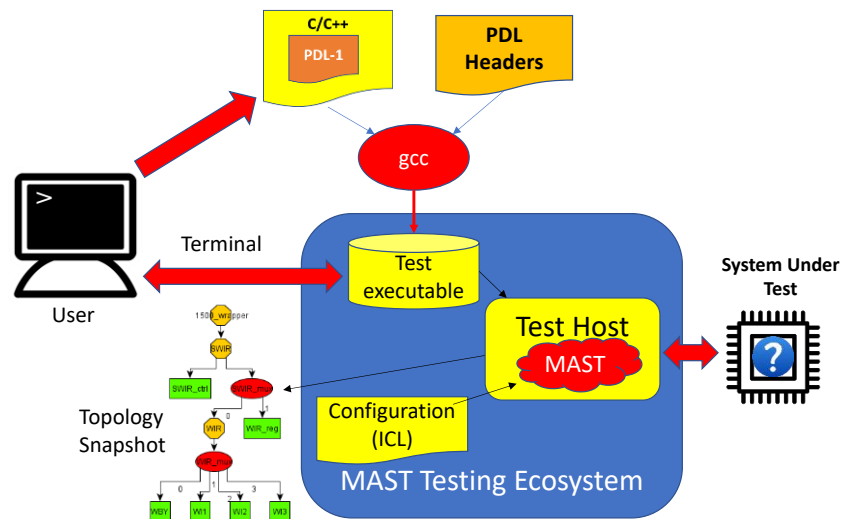 C/C++
PDL-1
PDL
Headers
gcc
>
Terminal
User
Test
executable
System Under
Test
Test Host
MAST
?
Configuration
(ICL)
MAST Testing Ecosystem
Topology
Snapshot
1500_wrapper
SWIR
SWIR_ctrl
SWIR_mux
0
1
WIR
WIR_reg
WIR_mux
0
1
2
3
WBY
WI1
WI2
WI3